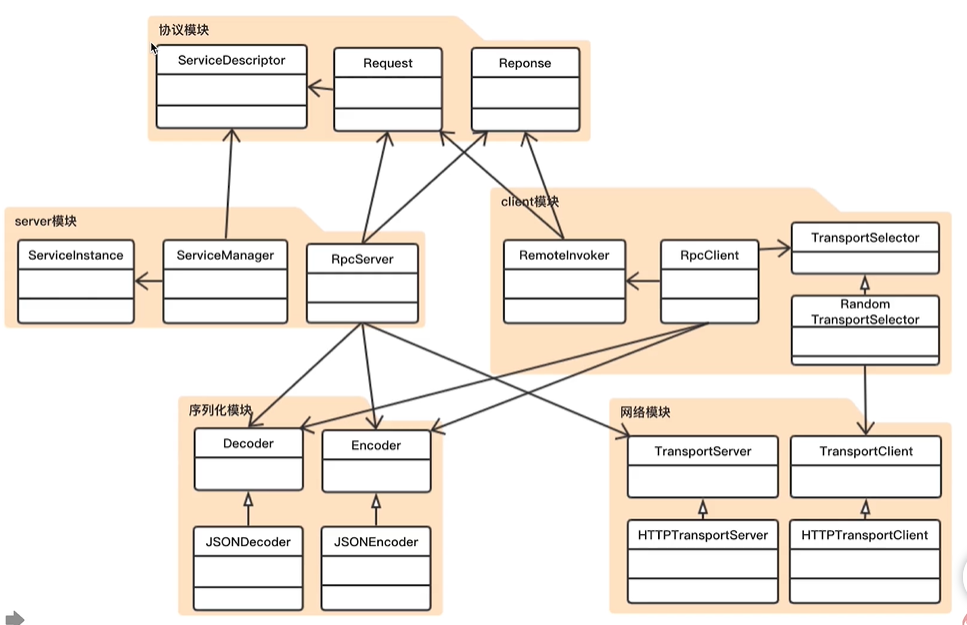 协议模块
ServiceDescriptor
Request
Reponse
server模块
ServiceInstance
ServiceManager
RpcServer
client模块
RemoteInvoker
RpcClient
TransportSelector
Random
TransportSelector
序列化模块
Decoder
Encoder
JSONDecoder
JSONEncoder
网络模块
TransportServer
TransportClient
HTTPTransportServer
HTTPTransportClient